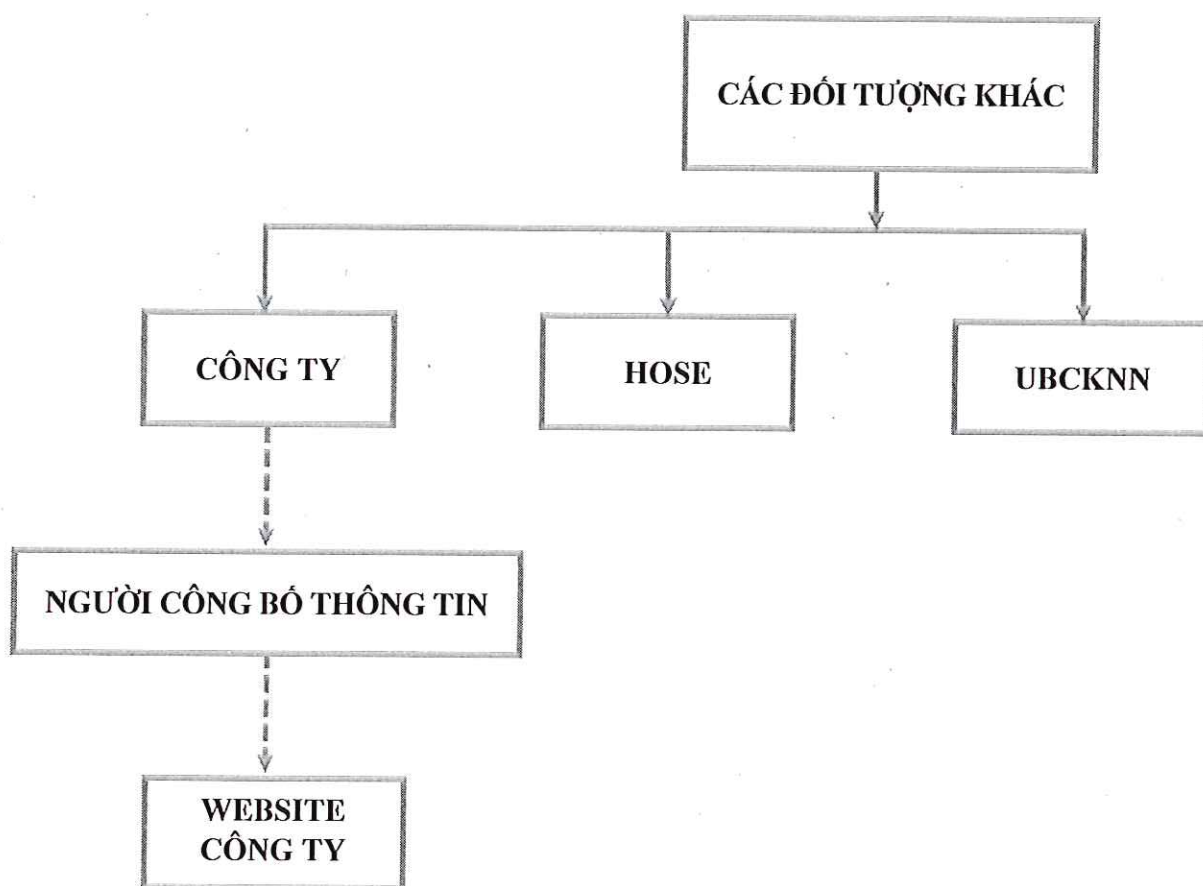 CÁC ĐỐI TƯỢNG KHÁC
CÔNG TY
HOSE
UBCKNN
NGƯỜI CÔNG BỐ THÔNG TIN
WEBSITE
CÔNG TY